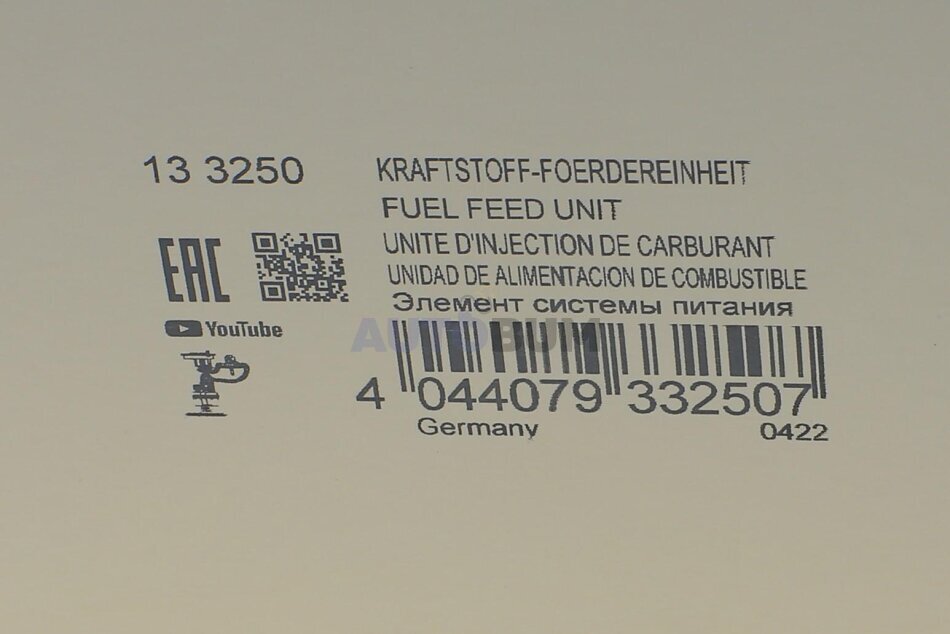 13 3250
KRAFTSTOFF-FOERDEREINHEIT
FUEL FEED UNIT
UNITE D'INJECTION DE CARBURANT
UNIDAD DE ALIMENTACION DE COMBUSTIBLE
Элемент системы питания
EAC
YouTube
AUTOBUM
4 044079 332507
Germany
0422